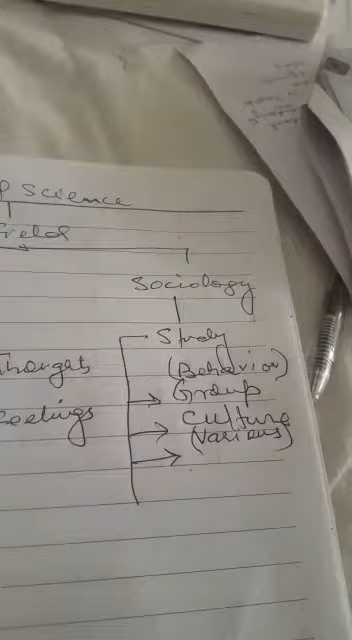 Science
Field
Sociology
Study
Thoughts (Behavior)
Group
Feelings Culture
(Various)